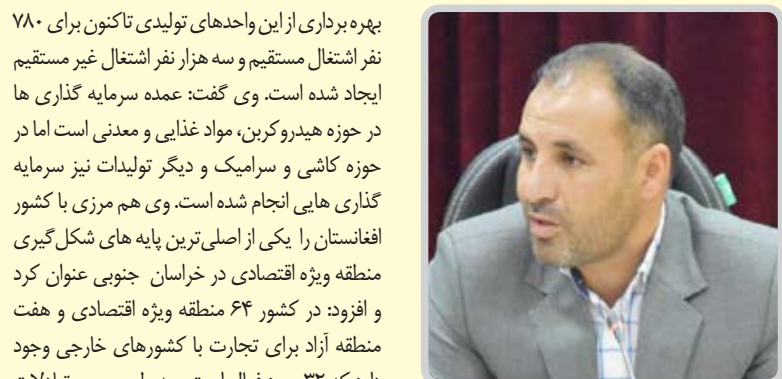 بهره برداری از این واحدهای تولیدی تاکنون برای ۷۸۰
نفر اشتغال مستقیم و سه هزار نفر اشتغال غیر مستقیم
ایجاد شده است. وی گفت: عمده سرمایه گذاری ها
در حوزه هیدروکربن، مواد غذایی و معدنی است اما در
حوزه کاشی و سرامیک و دیگر تولیدات نیز سرمایه
گذاری هایی انجام شده است. وی هم مرزی با کشور
افغانستان را یکی از اصلی‌ترین پایه های شکل‌گیری
منطقه ویژه اقتصادی در خراسان جنوبی عنوان کرد
و افزود: در کشور ۶۴ منطقه ویژه اقتصادی و هفت
منطقه آزاد برای تجارت با کشورهای خارجی وجود